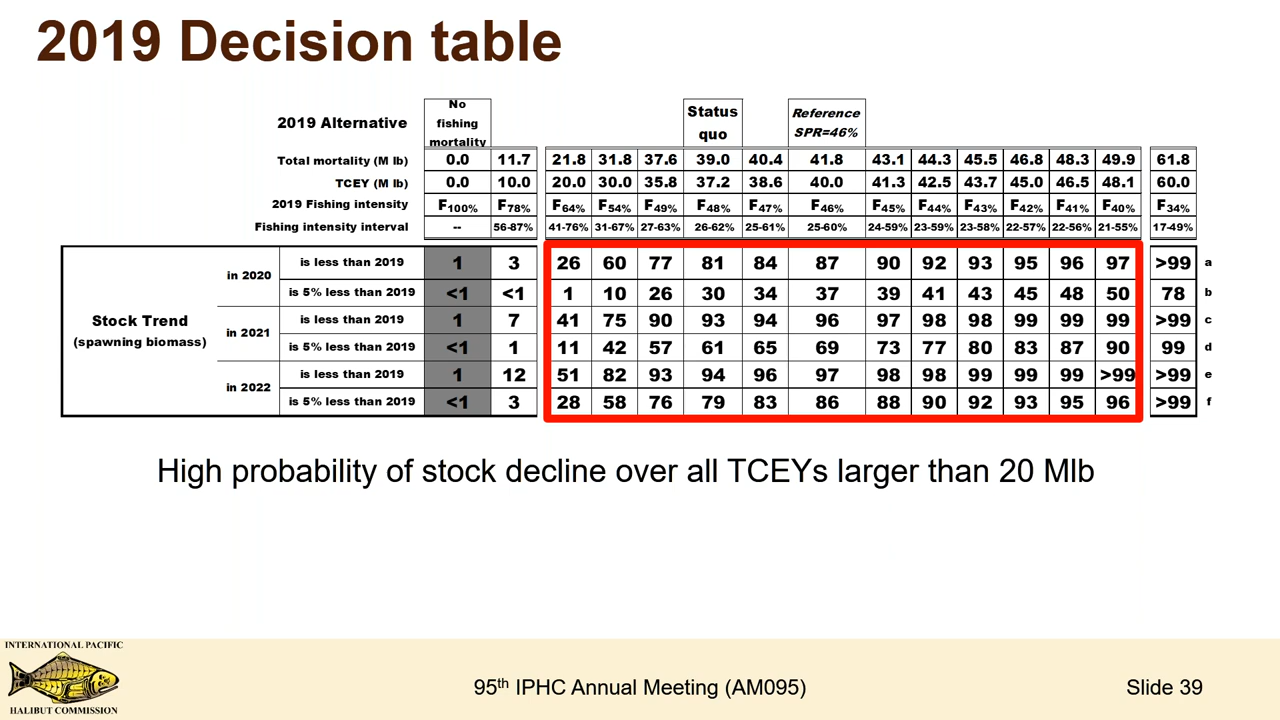 2019 Decision table
2019 Alternative No fishing mortality Status quo Reference SPR=46%
Total mortality (M lb) 0.0 11.7 21.8 31.8 37.6 39.0 40.4 41.8 43.1 44.3 45.5 46.8 48.3 49.9 61.8
TCEY (M lb) 0.0 10.0 20.0 30.0 35.8 37.2 38.6 40.0 41.3 42.5 43.7 45.0 46.5 48.1 60.0
2019 Fishing intensity F100% F78% F64% F54% F49% F48% F47% F46% F45% F44% F43% F42% F41% F40% F34%
Fishing intensity interval -- 56-87% 41-76% 31-67% 27-63% 26-62% 25-61% 25-60% 24-59% 23-59% 23-58% 22-57% 22-56% 21-55% 17-49%
Stock Trend
(spawning biomass)
in 2020
is less than 2019 1 3 26 60 77 81 84 87 90 92 93 95 96 97 >99 a
is 5% less than 2019 <1 <1 1 10 26 30 34 37 39 41 43 45 48 50 78 b
in 2021
is less than 2019 1 7 41 75 90 93 94 96 97 98 98 99 99 99 >99 c
is 5% less than 2019 <1 1 11 42 57 61 65 69 73 77 80 83 87 90 99 d
in 2022
is less than 2019 1 12 51 82 93 94 96 97 98 98 99 99 99 >99 >99 e
is 5% less than 2019 <1 3 28 58 76 79 83 86 88 90 92 93 95 96 >99 f
High probability of stock decline over all TCEYs larger than 20 Mlb
INTERNATIONAL PACIFIC
HALIBUT COMMISSION
95th IPHC Annual Meeting (AM095)
Slide 39